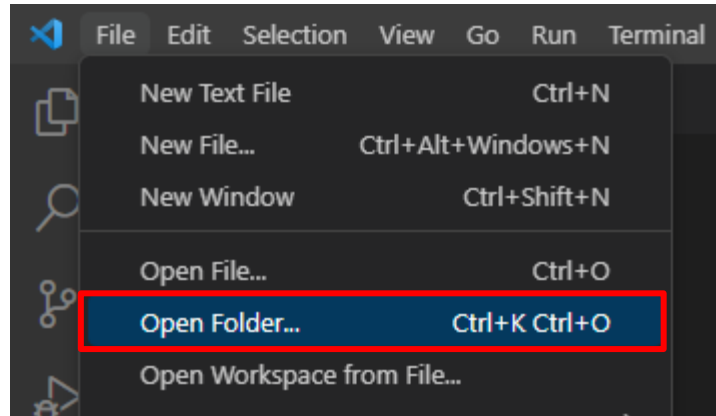 File Edit Selection View Go Run Terminal
New Text File Ctrl+N
New File... Ctrl+Alt+Windows+N
New Window Ctrl+Shift+N
Open File... Ctrl+O
Open Folder... Ctrl+K Ctrl+O
Open Workspace from File...